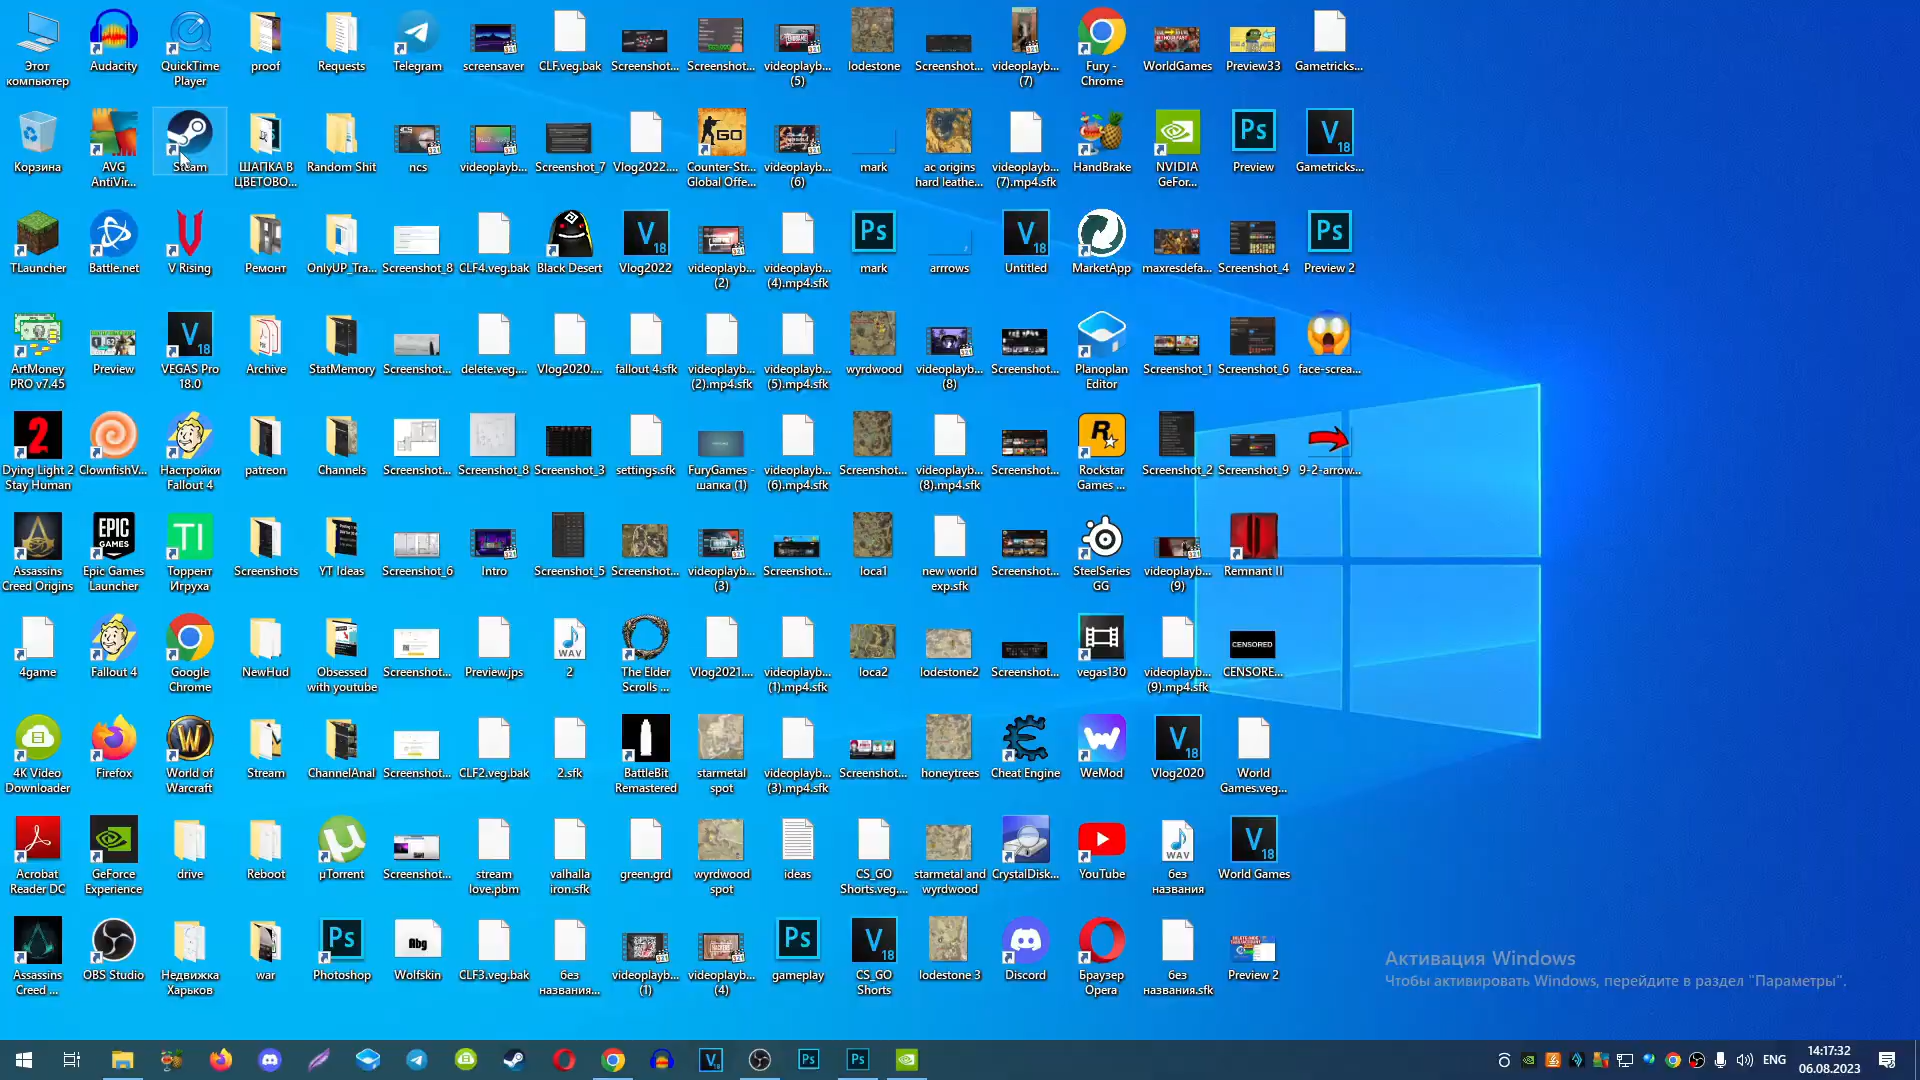 Этот
компьютер
Audacity
QuickTime
Player
proof
Requests
Telegram
screensaver
CLF.veg.bak
Screenshot...
Screenshot...
videoplayb...
(5)
lodestone
Screenshot...
videoplayb...
(7)
Fury -
Chrome
WorldGames
Preview33
Gametricks...
Корзина
AVG
AntiVir...
Steam
ШАПКА В
ЦВЕТОВО...
Random Shit
ncs
videoplayb...
Screenshot_7
Vlog2022....
Counter-Str...
Global Offe...
videoplayb...
(6)
mark
ac origins
hard leathe...
videoplayb...
(7).mp4.sfk
HandBrake
NVIDIA
GeFor...
Preview
Gametricks...
TLauncher
Battle.net
V Rising
Ремонт
OnlyUP_Tra...
Screenshot_8
CLF4.veg.bak
Black Desert
Vlog2022
videoplayb...
(2)
videoplayb...
(4).mp4.sfk
mark
arrrows
Untitled
MarketApp
maxresdefa...
Screenshot_4
Preview 2
ArtMoney
PRO v7.45
Preview
VEGAS Pro
18.0
Archive
StatMemory
Screenshot...
delete.veg....
Vlog2020....
fallout 4.sfk
videoplayb...
(2).mp4.sfk
videoplayb...
(5).mp4.sfk
wyrdwood
videoplayb...
(8)
Screenshot...
Planoplan
Editor
Screenshot_1
Screenshot_6
face-screa...
Dying Light 2
Stay Human
ClownfishV...
Настройки
Fallout 4
patreon
Channels
Screenshot...
Screenshot_8
Screenshot_3
settings.sfk
FuryGames -
шапка (1)
videoplayb...
(6).mp4.sfk
Screenshot...
videoplayb...
(8).mp4.sfk
Screenshot...
Rockstar
Games ...
Screenshot_2
Screenshot_9
9-2-arrow...
Assassins
Creed Origins
EPIC
GAMES
Epic Games
Launcher
TI
Торрент
Игруха
Screenshots
YT Ideas
Screenshot_6
Intro
Screenshot_5
Screenshot...
videoplayb...
(3)
Screenshot...
loca1
new world
exp.sfk
Screenshot...
SteelSeries
GG
videoplayb...
(9)
Remnant II
4game
Fallout 4
Google
Chrome
NewHud
Obsessed
with youtube
Screenshot...
Preview.jps
WAV
2
The Elder
Scrolls ...
Vlog2021....
videoplayb...
(1).mp4.sfk
loca2
lodestone2
Screenshot...
vegas130
videoplayb...
(9).mp4.sfk
CENSORED
CENSORE...
4K Video
Downloader
Firefox
World of
Warcraft
Stream
ChannelAnal
Screenshot...
CLF2.veg.bak
2.sfk
BattleBit
Remastered
starmetal
spot
videoplayb...
(3).mp4.sfk
Screenshot...
honeytrees
Cheat Engine
WeMod
Vlog2020
World
Games.veg...
Acrobat
Reader DC
GeForce
Experience
drive
Reboot
µTorrent
Screenshot...
stream
love.pbm
valhalla
iron.sfk
green.grd
wyrdwood
spot
ideas
CS_GO
Shorts.veg....
starmetal and
wyrdwood
CrystalDisk...
YouTube
WAV
без
названия
World Games
Assassins
Creed ...
OBS Studio
Недвижка
Харьков
war
Photoshop
Abg
Wolfskin
CLF3.veg.bak
без
названия...
videoplayb...
(1)
videoplayb...
(4)
gameplay
CS_GO
Shorts
lodestone 3
Discord
Браузер
Opera
без
названия.sfk
Preview 2
Активация Windows
Чтобы активировать Windows, перейдите в раздел "Параметры".
ENG
14:17:32
06.08.2023